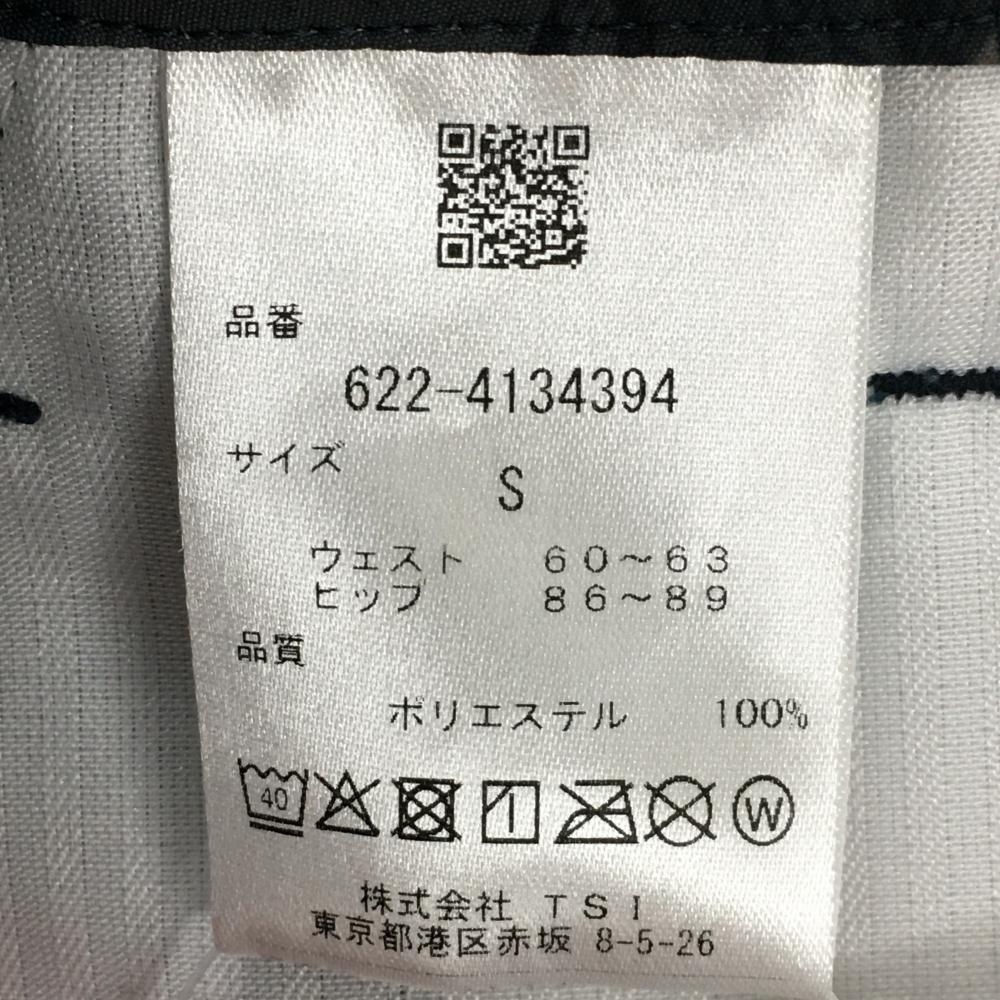 品番
622-4134394
サイズ
S
ウェスト 60～63
ヒップ 86～89
品質
ポリエステル 100%
40
W
株式会社 TSI
東京都港区赤坂 8-5-26